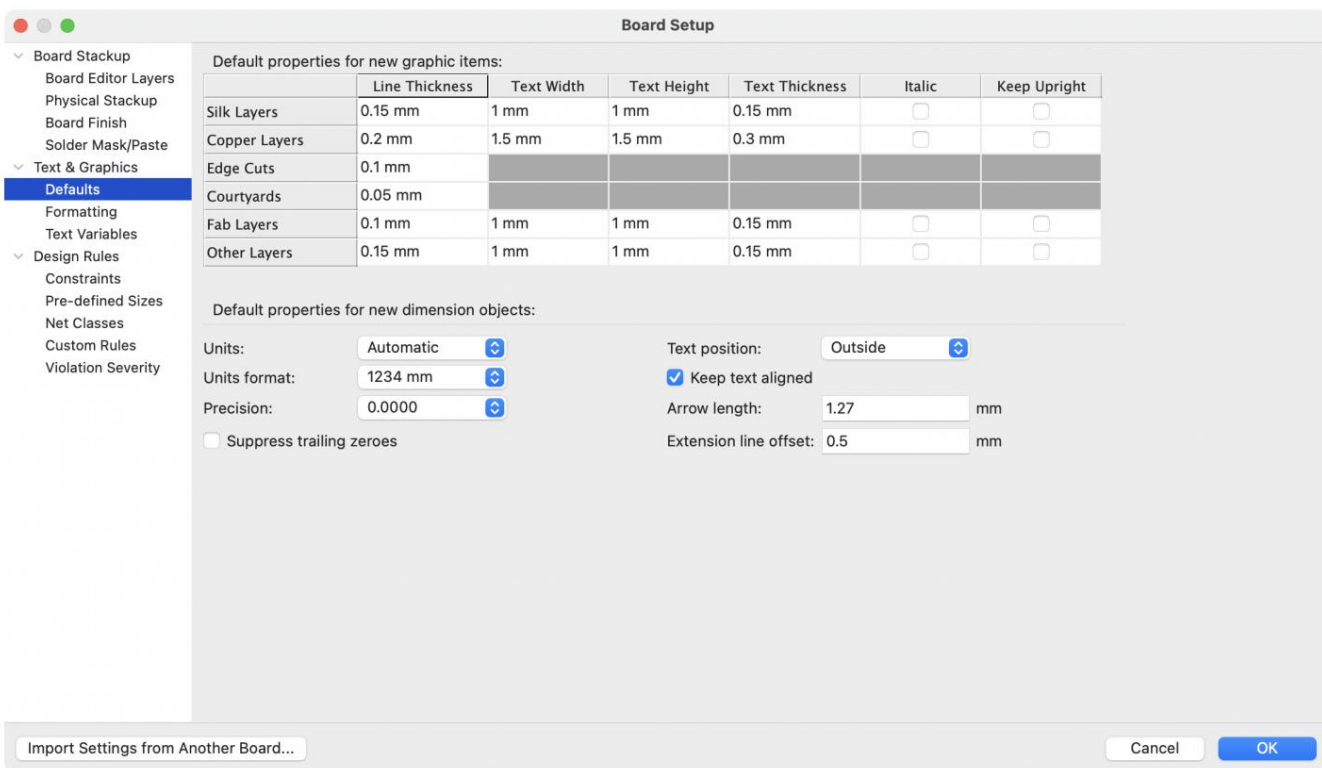 Board Setup
Board Stackup
Board Editor Layers
Physical Stackup
Board Finish
Solder Mask/Paste
Text & Graphics
Defaults
Formatting
Text Variables
Design Rules
Constraints
Pre-defined Sizes
Net Classes
Custom Rules
Violation Severity
Default properties for new graphic items:
Line Thickness Text Width Text Height Text Thickness Italic Keep Upright
Silk Layers 0.15 mm 1 mm 1 mm 0.15 mm
Copper Layers 0.2 mm 1.5 mm 1.5 mm 0.3 mm
Edge Cuts 0.1 mm
Courtyards 0.05 mm
Fab Layers 0.1 mm 1 mm 1 mm 0.15 mm
Other Layers 0.15 mm 1 mm 1 mm 0.15 mm
Default properties for new dimension objects:
Units: Automatic Text position: Outside
Units format: 1234 mm Keep text aligned
Precision: 0.0000 Arrow length: 1.27 mm
Suppress trailing zeroes Extension line offset: 0.5 mm
Import Settings from Another Board... Cancel OK